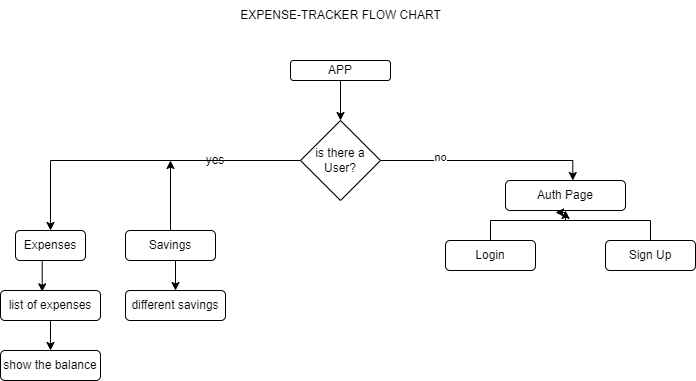 EXPENSE-TRACKER FLOW CHART
APP
is there a
User?
yes
no
Auth Page
Expenses
Savings
Login
Sign Up
list of expenses
different savings
show the balance